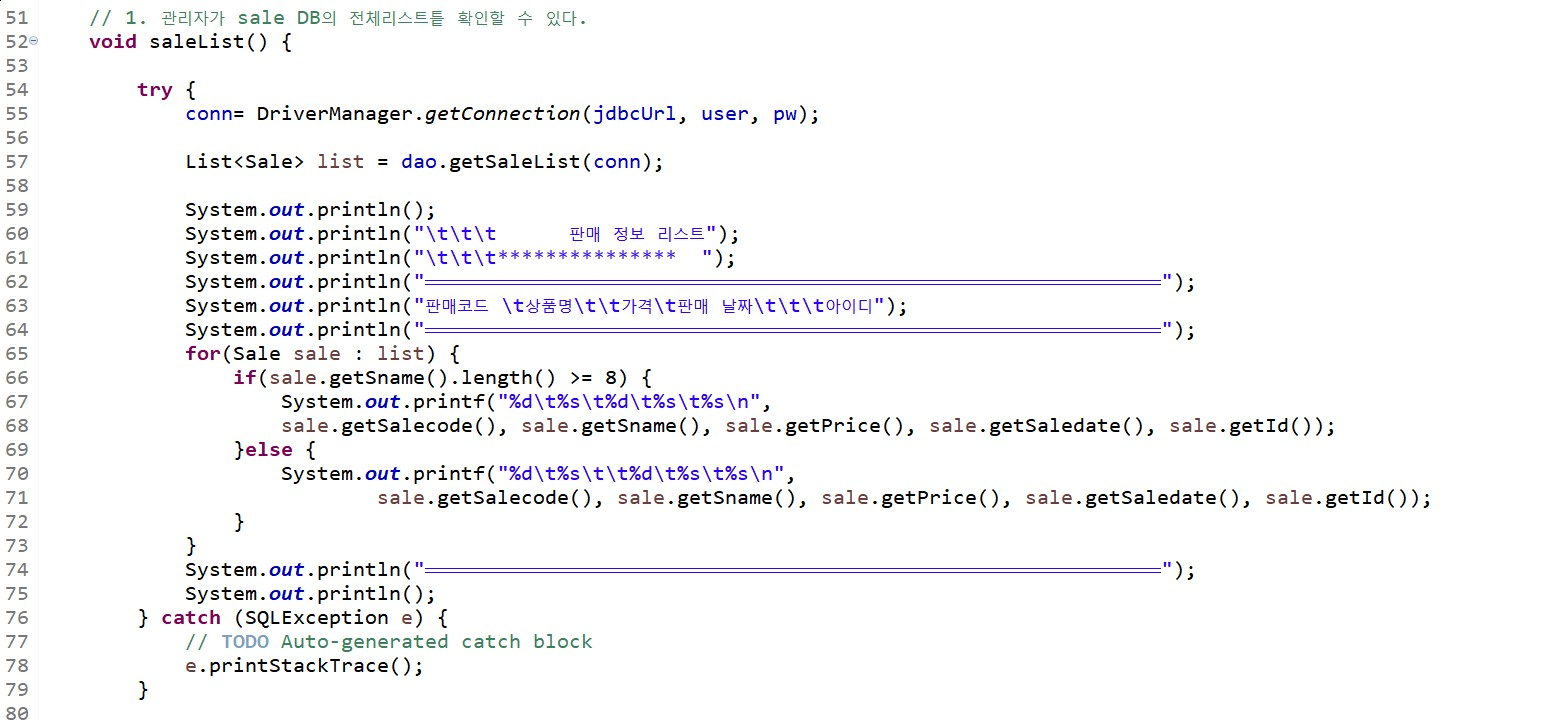 51 // 1. 관리자가 sale DB의 전체리스트를 확인할 수 있다.
52 void saleList() {
53
54 try {
55 conn= DriverManager.getConnection(jdbcUrl, user, pw);
56
57 List<Sale> list = dao.getSaleList(conn);
58
59 System.out.println();
60 System.out.println("\t\t\t 판매 정보 리스트");
61 System.out.println("\t\t\t*************** ");
62 System.out.println("==============================================================");
63 System.out.println("판매코드 \t상품명\t\t가격\t판매 날짜\t\t\t아이디");
64 System.out.println("==============================================================");
65 for(Sale sale : list) {
66 if(sale.getSname().length() >= 8) {
67 System.out.printf("%d\t%s\t%d\t%s\t%s\n",
68 sale.getSalecode(), sale.getSname(), sale.getPrice(), sale.getSaledate(), sale.getId());
69 }else {
70 System.out.printf("%d\t%s\t\t%d\t%s\t%s\n",
71 sale.getSalecode(), sale.getSname(), sale.getPrice(), sale.getSaledate(), sale.getId());
72 }
73 }
74 System.out.println("==============================================================");
75 System.out.println();
76 } catch (SQLException e) {
77 // TODO Auto-generated catch block
78 e.printStackTrace();
79 }
80